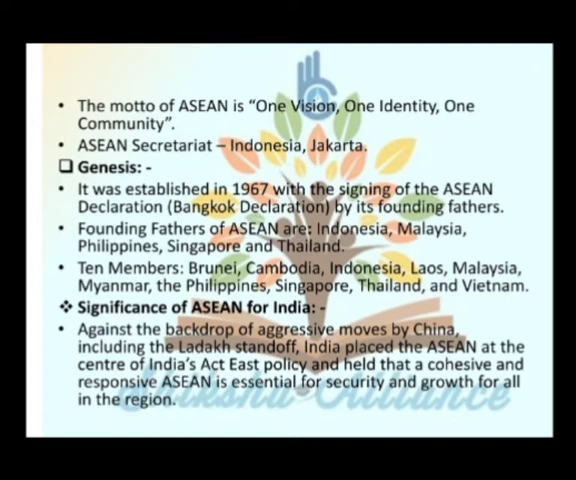 • The motto of ASEAN is “One Vision, One Identity, One
Community”.
• ASEAN Secretariat – Indonesia, Jakarta.
❑ Genesis: -
• It was established in 1967 with the signing of the ASEAN
Declaration (Bangkok Declaration) by its founding fathers.
• Founding Fathers of ASEAN are: Indonesia, Malaysia,
Philippines, Singapore and Thailand.
• Ten Members: Brunei, Cambodia, Indonesia, Laos, Malaysia,
Myanmar, the Philippines, Singapore, Thailand, and Vietnam.
❖ Significance of ASEAN for India: -
• Against the backdrop of aggressive moves by China,
including the Ladakh standoff, India placed the ASEAN at the
centre of India’s Act East policy and held that a cohesive and
responsive ASEAN is essential for security and growth for all
in the region.
Shiksha Alliance